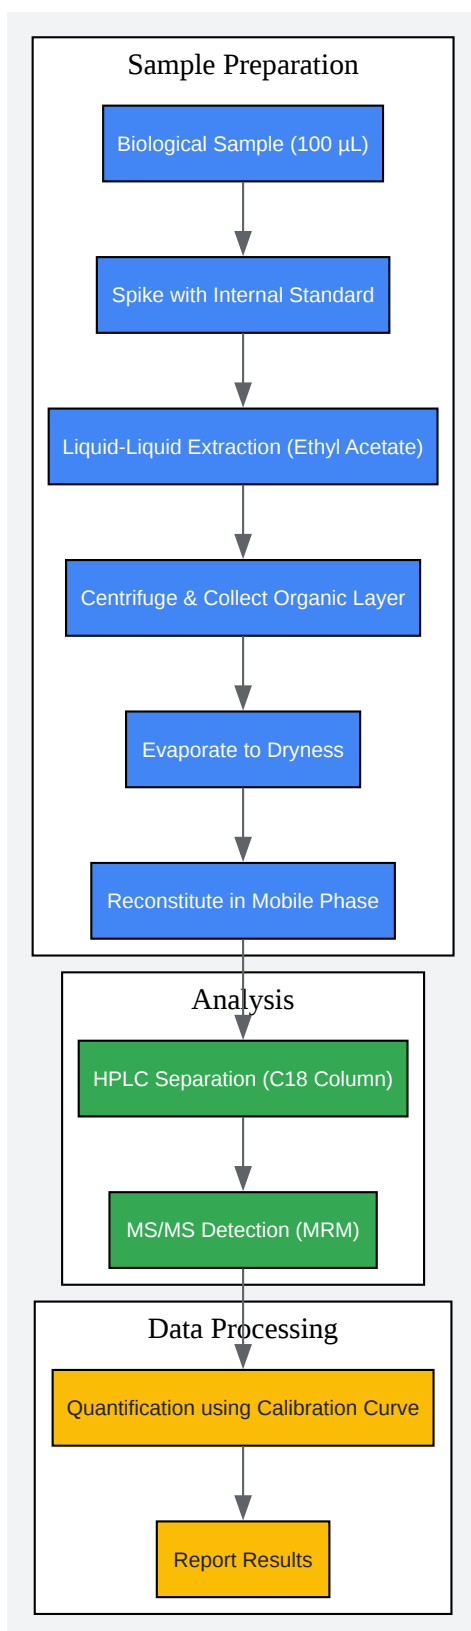 Sample Preparation
Biological Sample (100 µL)
Spike with Internal Standard
Liquid-Liquid Extraction (Ethyl Acetate)
Centrifuge & Collect Organic Layer
Evaporate to Dryness
Reconstitute in Mobile Phase
Analysis
HPLC Separation (C18 Column)
MS/MS Detection (MRM)
Data Processing
Quantification using Calibration Curve
Report Results